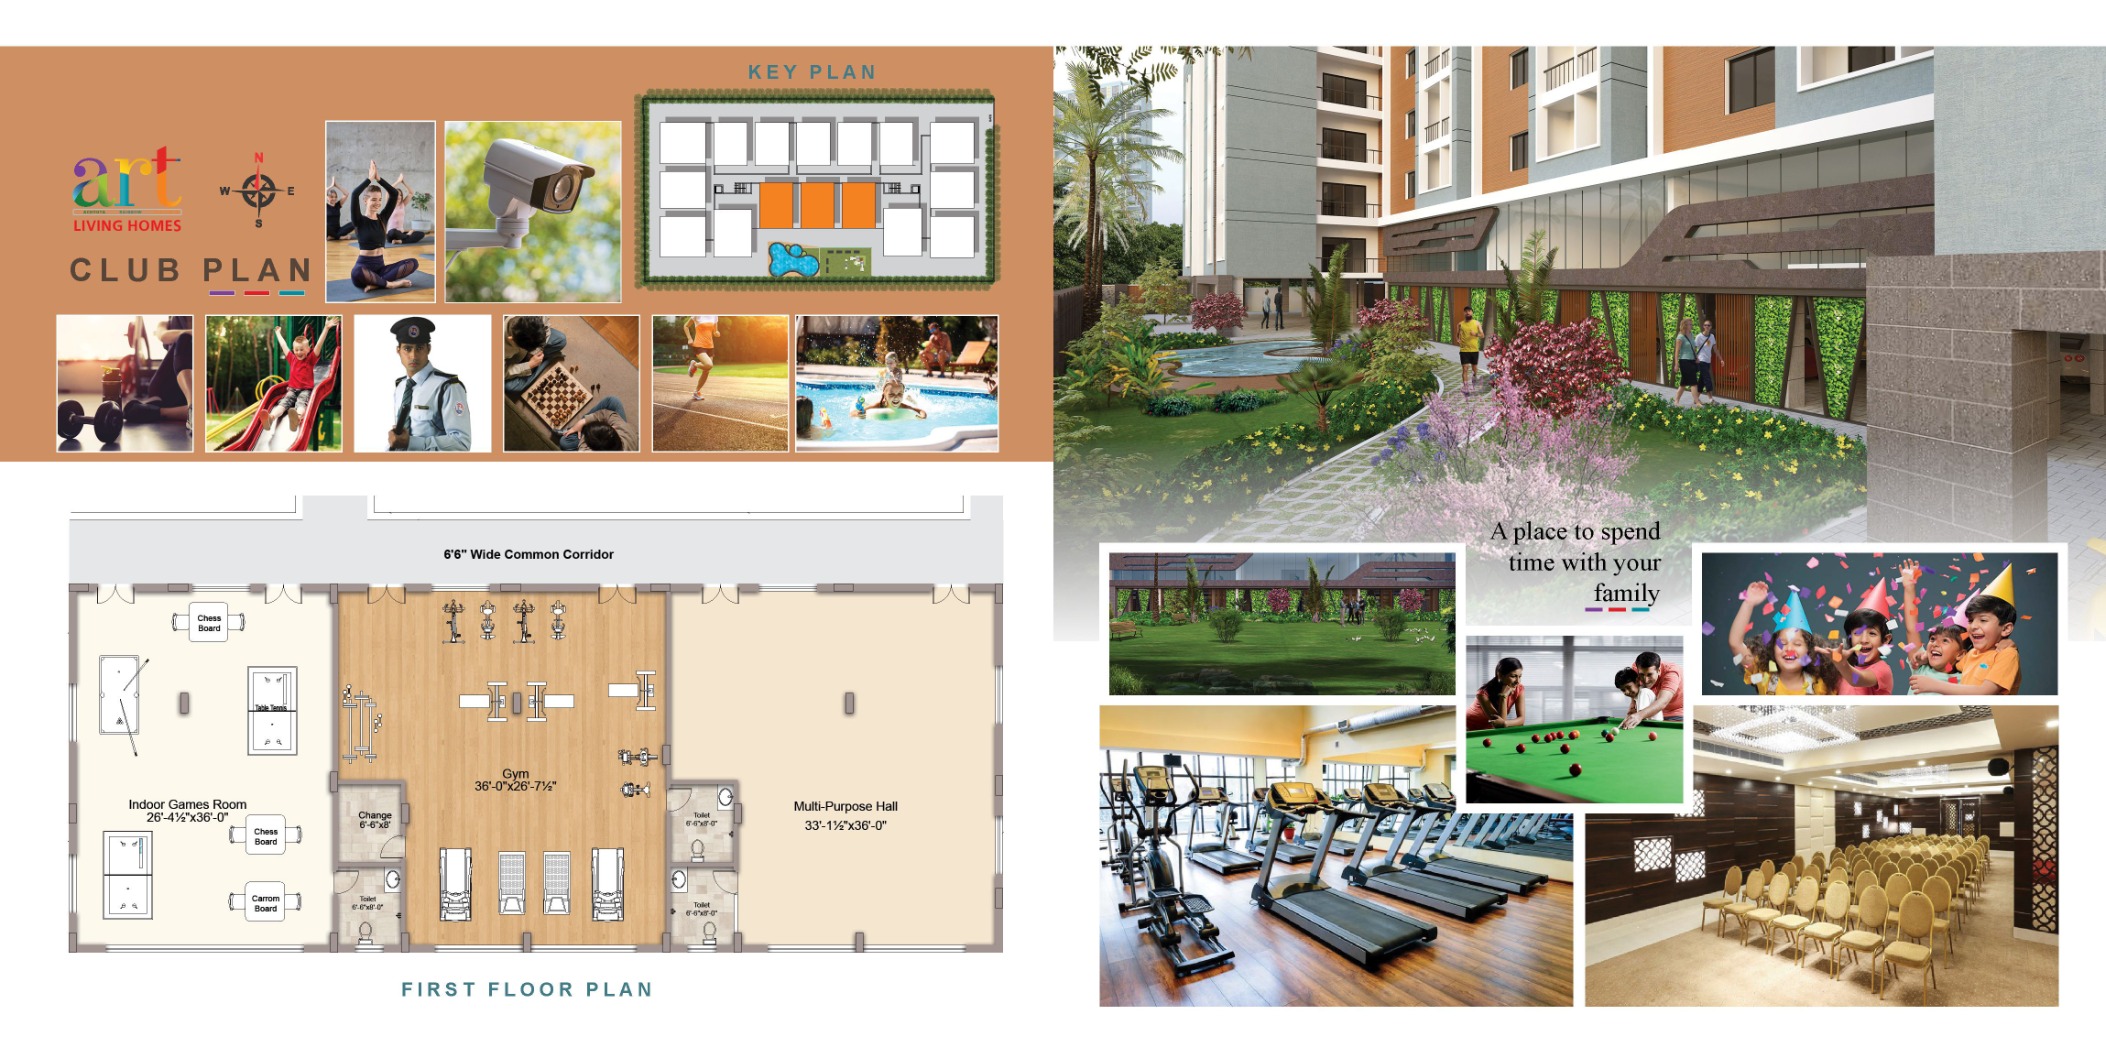 KEY PLAN
art
LIVING HOMES
N
W
E
S
CLUB PLAN
6'6" Wide Common Corridor
Chess
Board
Table Tennis
Gym
36'-0"x26'-7½"
Indoor Games Room
26'-4½"x36'-0"
Change
6'-6"x8'
Toilet
6'-6"x8'-0"
Multi-Purpose Hall
33'-1½"x36'-0"
Chess
Board
Carrom
Board
Toilet
6'-6"x8'-0"
Toilet
6'-6"x8'-0"
FIRST FLOOR PLAN
A place to spend
time with your
family